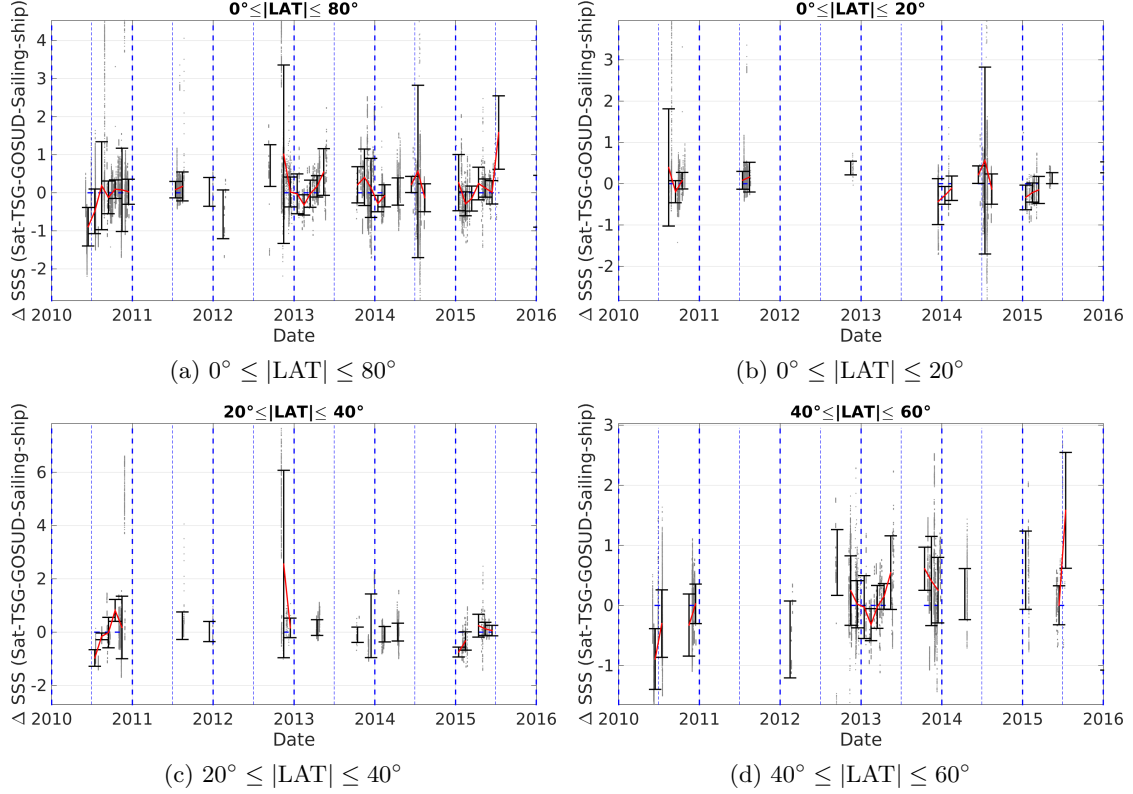 0°≤|LAT|≤ 80°
Δ SSS (Sat-TSG-GOSUD-Sailing-ship)
4
3
2
1
0
-1
-2
2010 2011 2012 2013 2014 2015 2016
Date
(a) 0° ≤ |LAT| ≤ 80°
0°≤|LAT|≤ 20°
Δ SSS (Sat-TSG-GOSUD-Sailing-ship)
3
2
1
0
-1
-2
2010 2011 2012 2013 2014 2015 2016
Date
(b) 0° ≤ |LAT| ≤ 20°
20°≤|LAT|≤ 40°
Δ SSS (Sat-TSG-GOSUD-Sailing-ship)
6
4
2
0
-2
2010 2011 2012 2013 2014 2015 2016
Date
(c) 20° ≤ |LAT| ≤ 40°
40°≤|LAT|≤ 60°
Δ SSS (Sat-TSG-GOSUD-Sailing-ship)
3
2
1
0
-1
2010 2011 2012 2013 2014 2015 2016
Date
(d) 40° ≤ |LAT| ≤ 60°